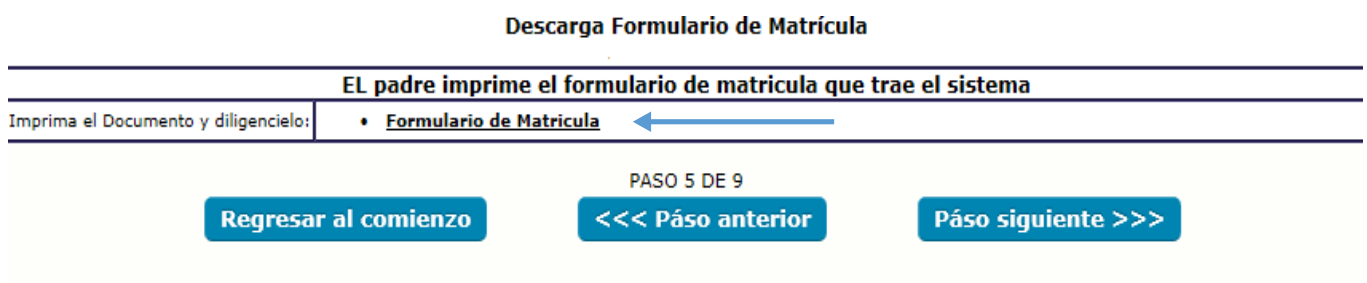 Descarga Formulario de Matrícula
EL padre imprime el formulario de matricula que trae el sistema
Imprima el Documento y diligencielo:
• Formulario de Matricula
PASO 5 DE 9
Regresar al comienzo
<<< Páso anterior
Páso siguiente >>>